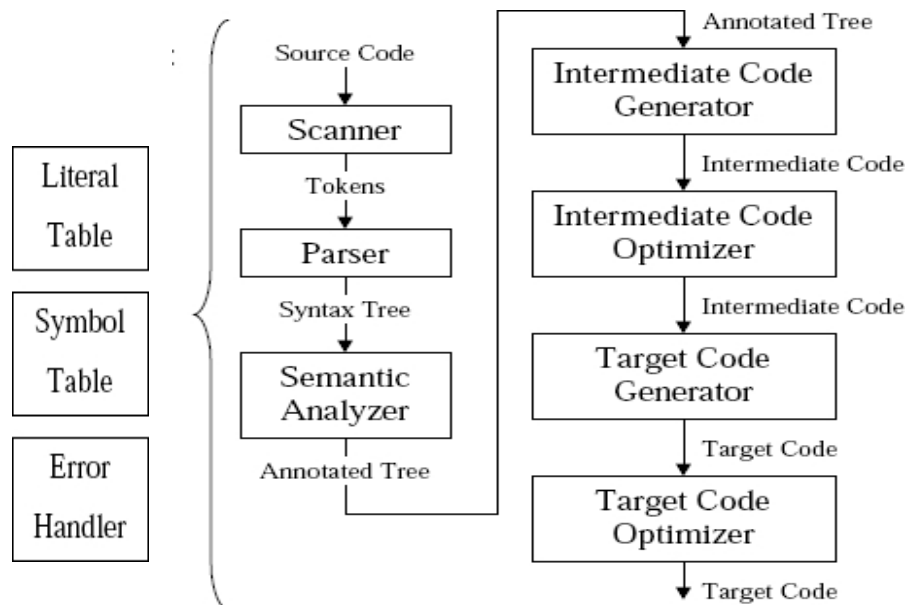 :
Literal
Table
Symbol
Table
Error
Handler
Source Code
Scanner
Tokens
Parser
Syntax Tree
Semantic
Analyzer
Annotated Tree
Annotated Tree
Intermediate Code
Generator
Intermediate Code
Intermediate Code
Optimizer
Intermediate Code
Target Code
Generator
Target Code
Target Code
Optimizer
Target Code